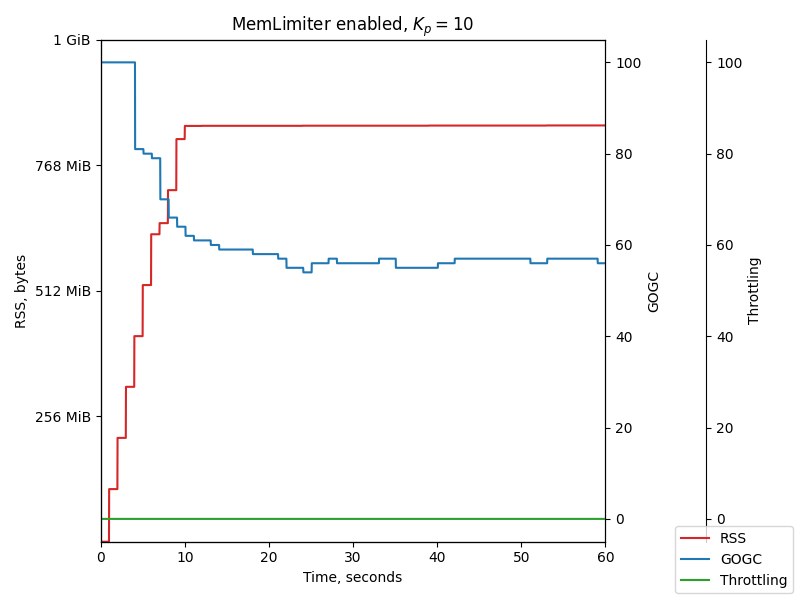 MemLimiter enabled, Kp = 10
1 GiB
768 MiB
512 MiB
256 MiB
RSS, bytes
0 10 20 30 40 50 60
Time, seconds
100
80
60
40
20
0
GOGC
100
80
60
40
20
0
Throttling
RSS
GOGC
Throttling